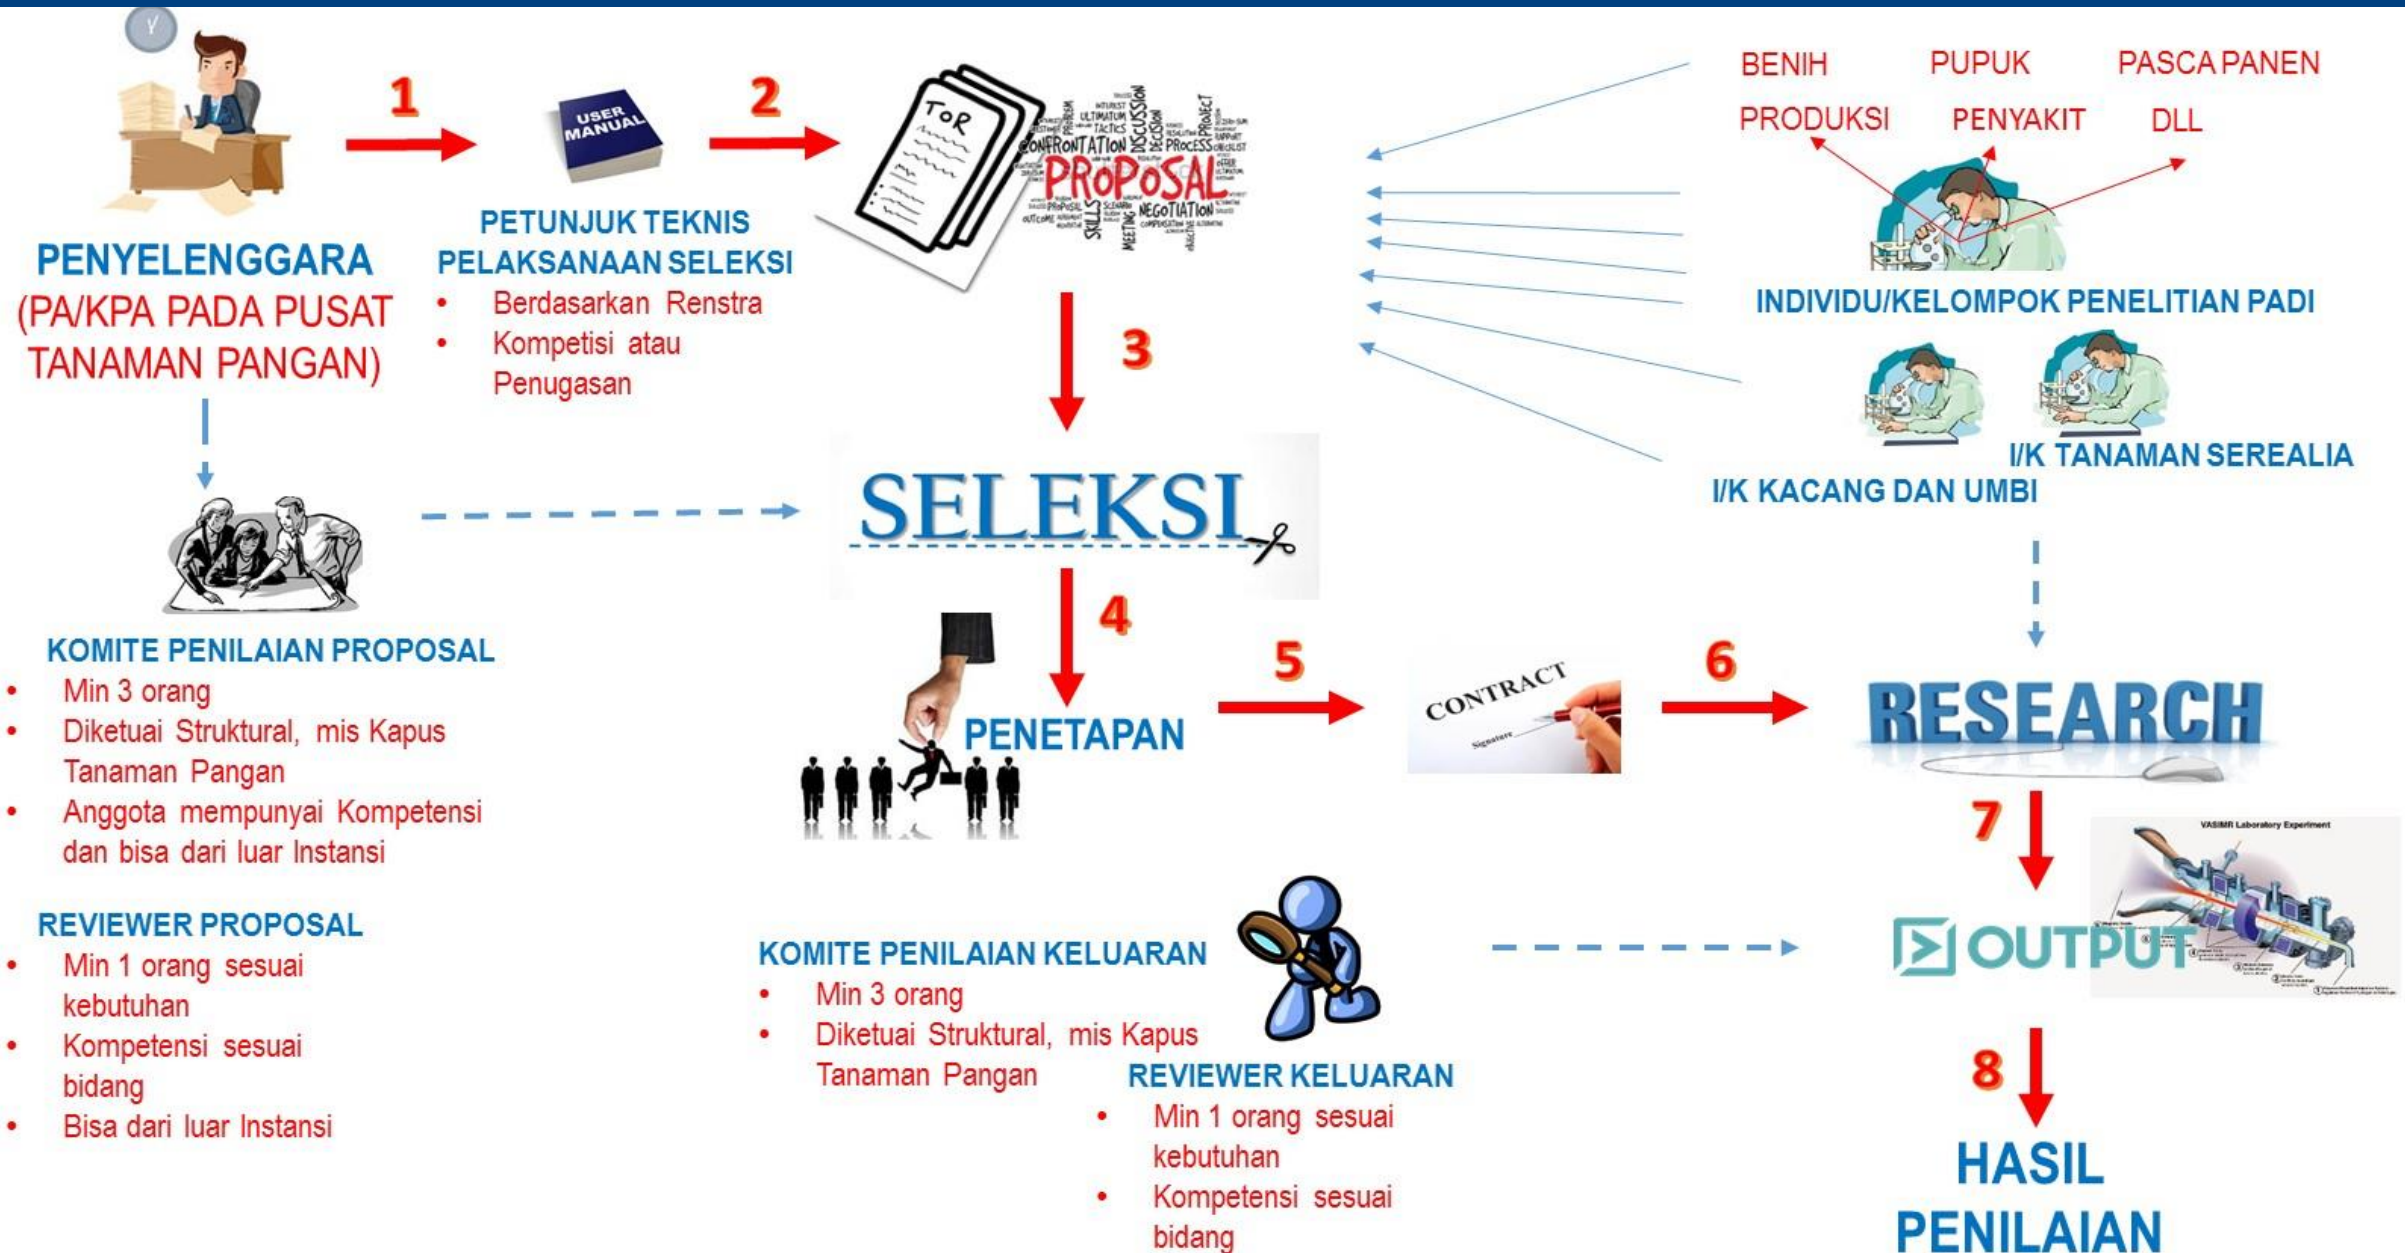 BENIH PUPUK PASCA PANEN
PRODUKSI PENYAKIT DLL
1
2
USER
MANUAL
ToR
DISCUSSION
ULTIMATUM
TACTICS
DECISION
PROJECT
CONFRONTATION
PROCESS
PROPOSAL
SKILLS
MEETING
NEGOTIATION
OUTCOME
PENYELENGGARA
(PA/KPA PADA PUSAT
TANAMAN PANGAN)
PETUNJUK TEKNIS
PELAKSANAAN SELEKSI
• Berdasarkan Renstra
• Kompetisi atau
Penugasan
3
INDIVIDU/KELOMPOK PENELITIAN PADI
I/K TANAMAN SEREALIA
I/K KACANG DAN UMBI
SELEKSI
4
KOMITE PENILAIAN PROPOSAL
• Min 3 orang
• Diketuai Struktural, mis Kapus
Tanaman Pangan
• Anggota mempunyai Kompetensi
dan bisa dari luar Instansi
PENETAPAN
5
CONTRACT
Signature
6
RESEARCH
7
VASIMR Laboratory Experiment
OUTPUT
REVIEWER PROPOSAL
• Min 1 orang sesuai
kebutuhan
• Kompetensi sesuai
bidang
• Bisa dari luar Instansi
KOMITE PENILAIAN KELUARAN
• Min 3 orang
• Diketuai Struktural, mis Kapus
Tanaman Pangan
REVIEWER KELUARAN
• Min 1 orang sesuai
kebutuhan
• Kompetensi sesuai
bidang
8
HASIL
PENILAIAN